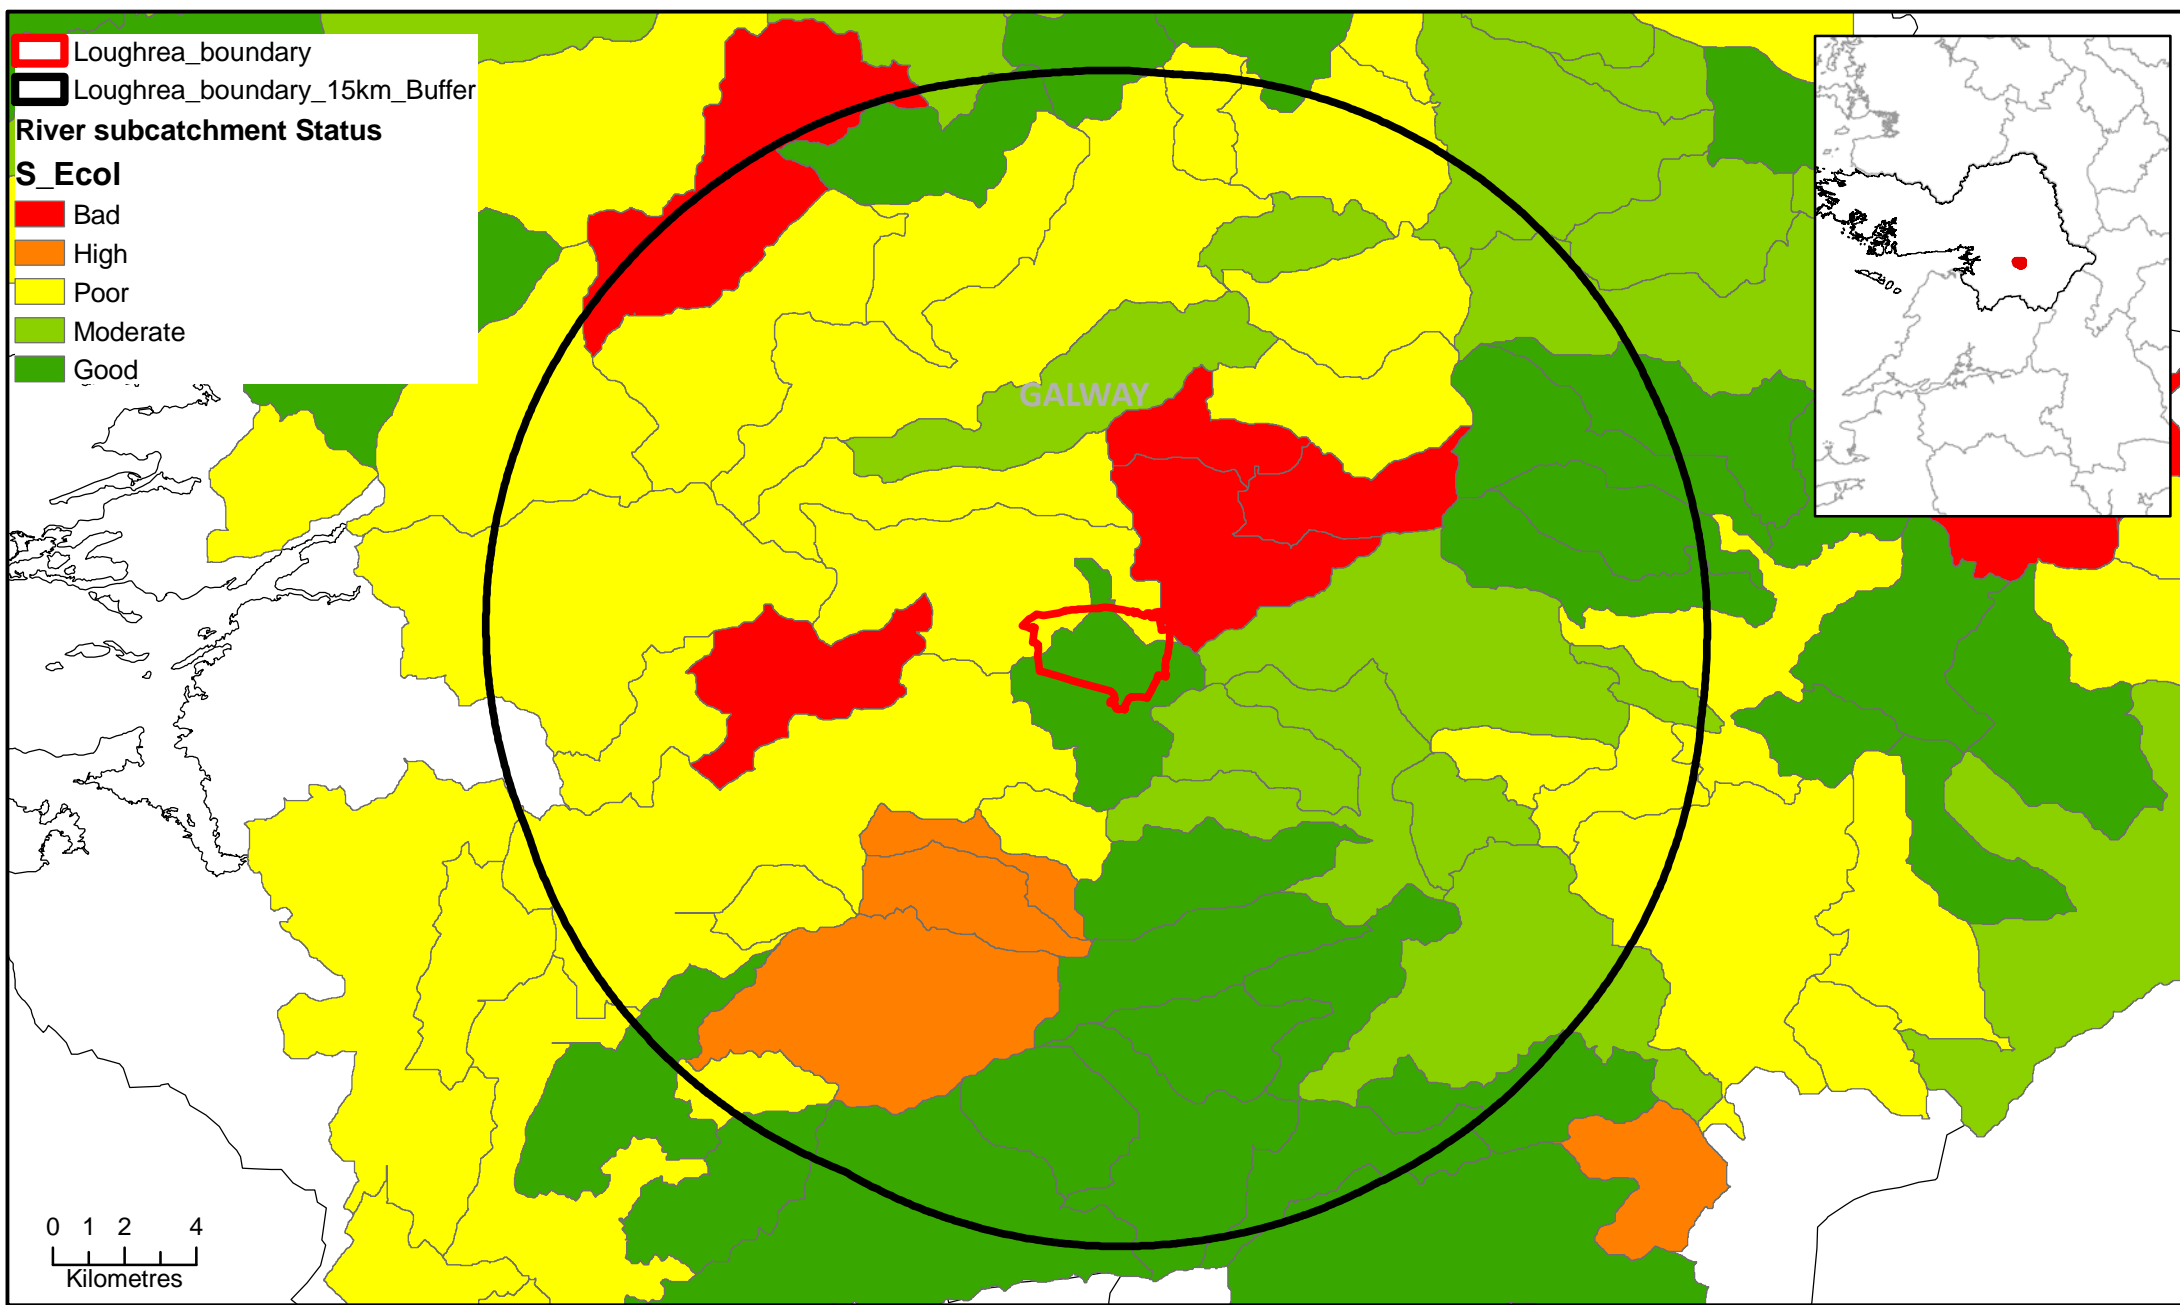 Loughrea_boundary
Loughrea_boundary_15km_Buffer
River subcatchment Status
S_Ecol
Bad
High
Poor
Moderate
Good
GALWAY
0 1 2 4
Kilometres